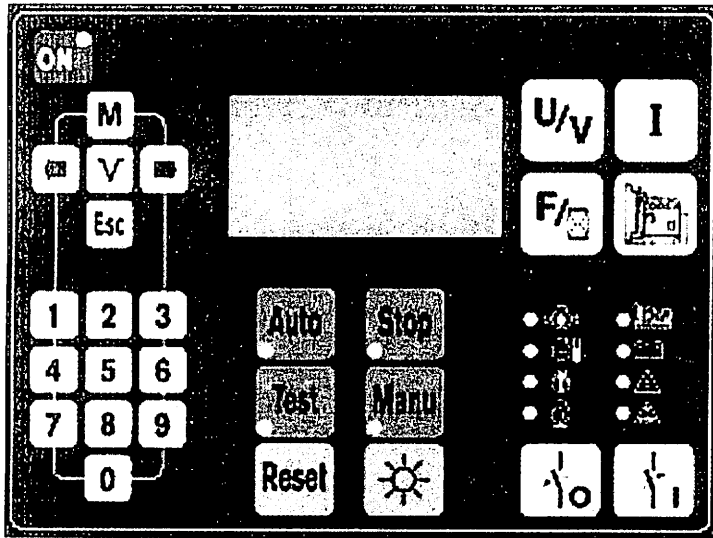 ON
M
U/V I
V
Esc
F/
1 2 3
Auto Stop
4 5 6
Test Manu
7 8 9
0
Reset
O I